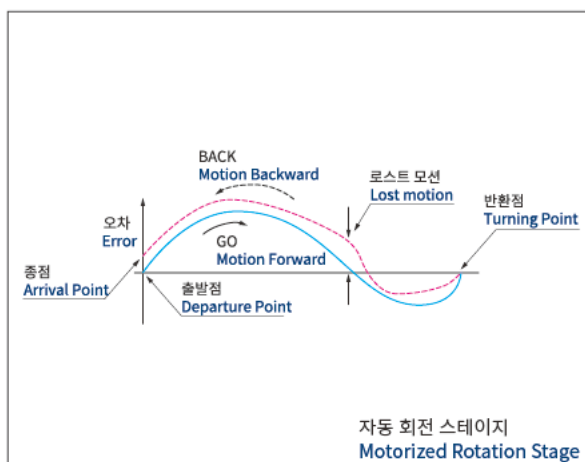 BACK
Motion Backward
로스트 모션
Lost motion
반환점
Turning Point
오차
Error
GO
Motion Forward
종점
Arrival Point
출발점
Departure Point
자동 회전 스테이지
Motorized Rotation Stage